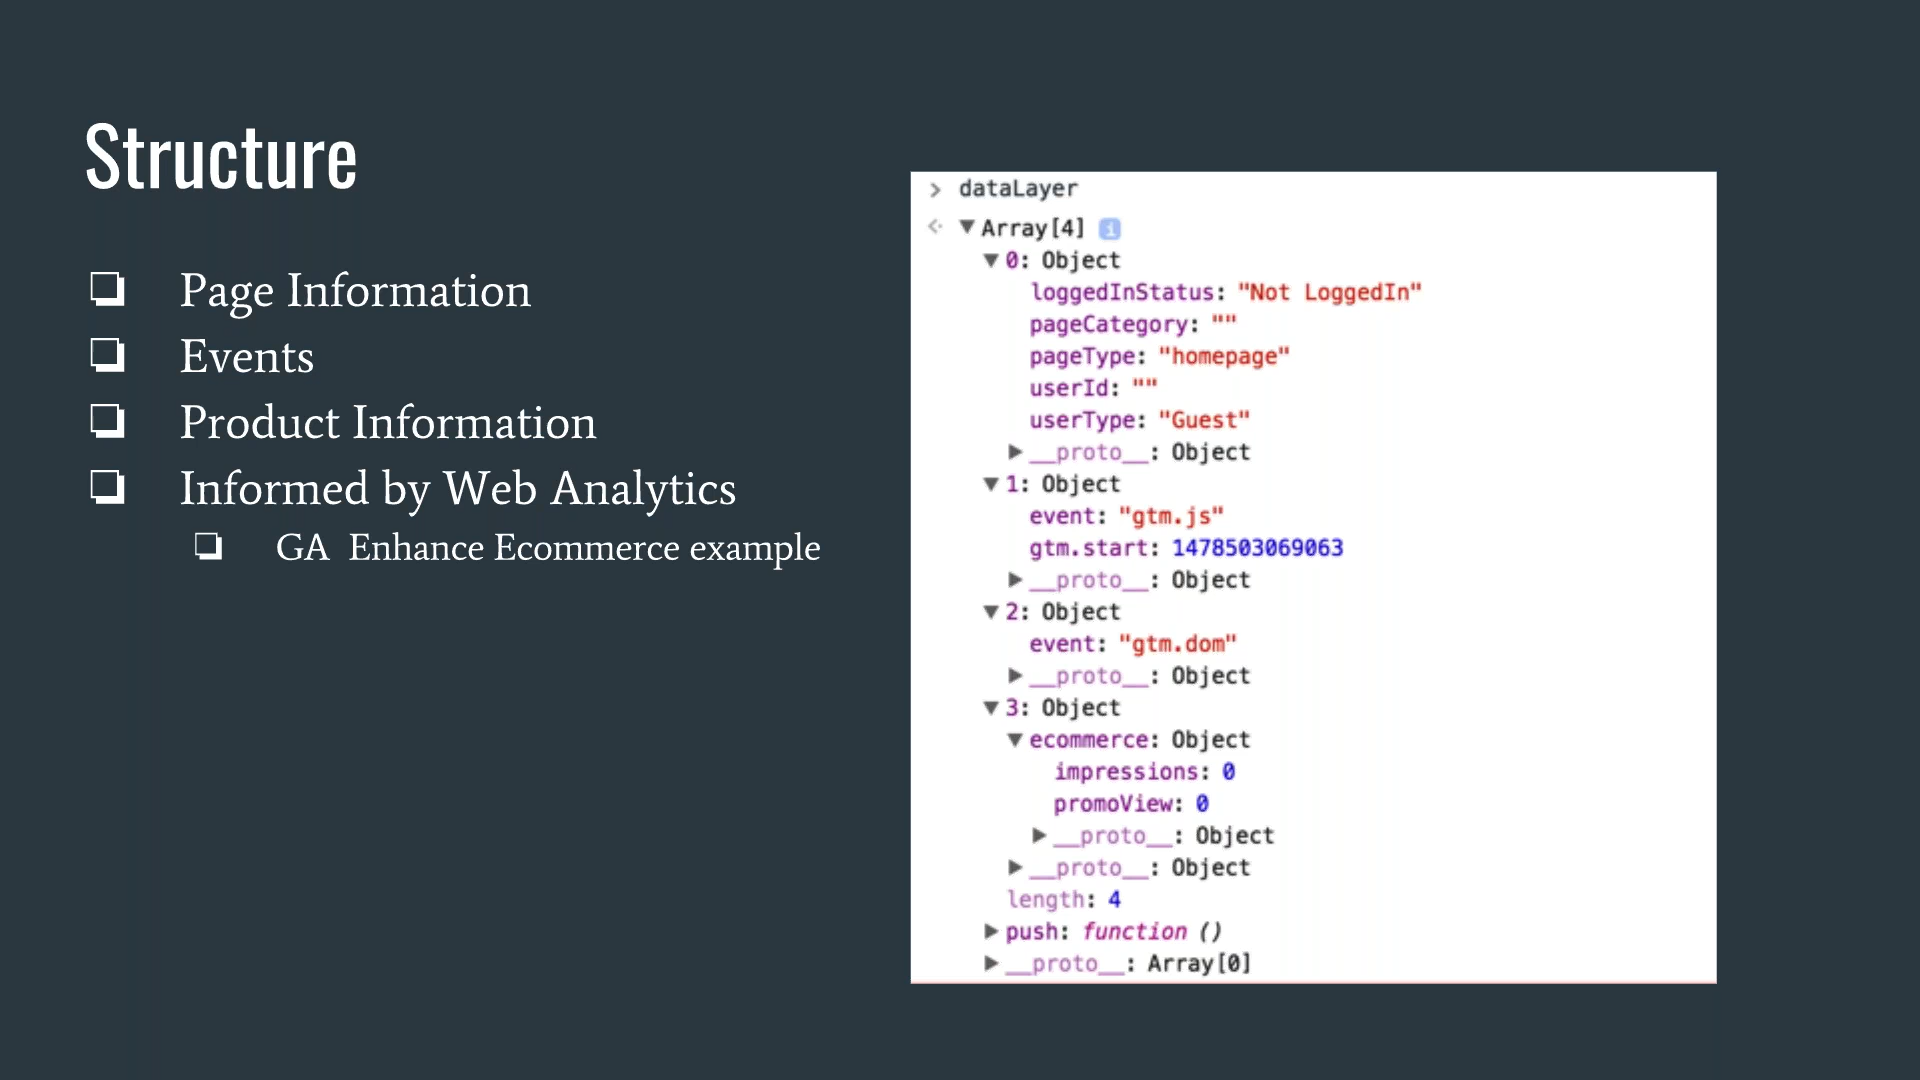 Structure
Page Information
Events
Product Information
Informed by Web Analytics
GA Enhance Ecommerce example
> dataLayer
Array[4] i
0: Object
loggedInStatus: "Not LoggedIn"
pageCategory: ""
pageType: "homepage"
userId: ""
userType: "Guest"
__proto__: Object
1: Object
event: "gtm.js"
gtm.start: 1478503069063
__proto__: Object
2: Object
event: "gtm.dom"
__proto__: Object
3: Object
ecommerce: Object
impressions: 0
promoView: 0
__proto__: Object
__proto__: Object
length: 4
push: function ()
__proto__: Array[0]